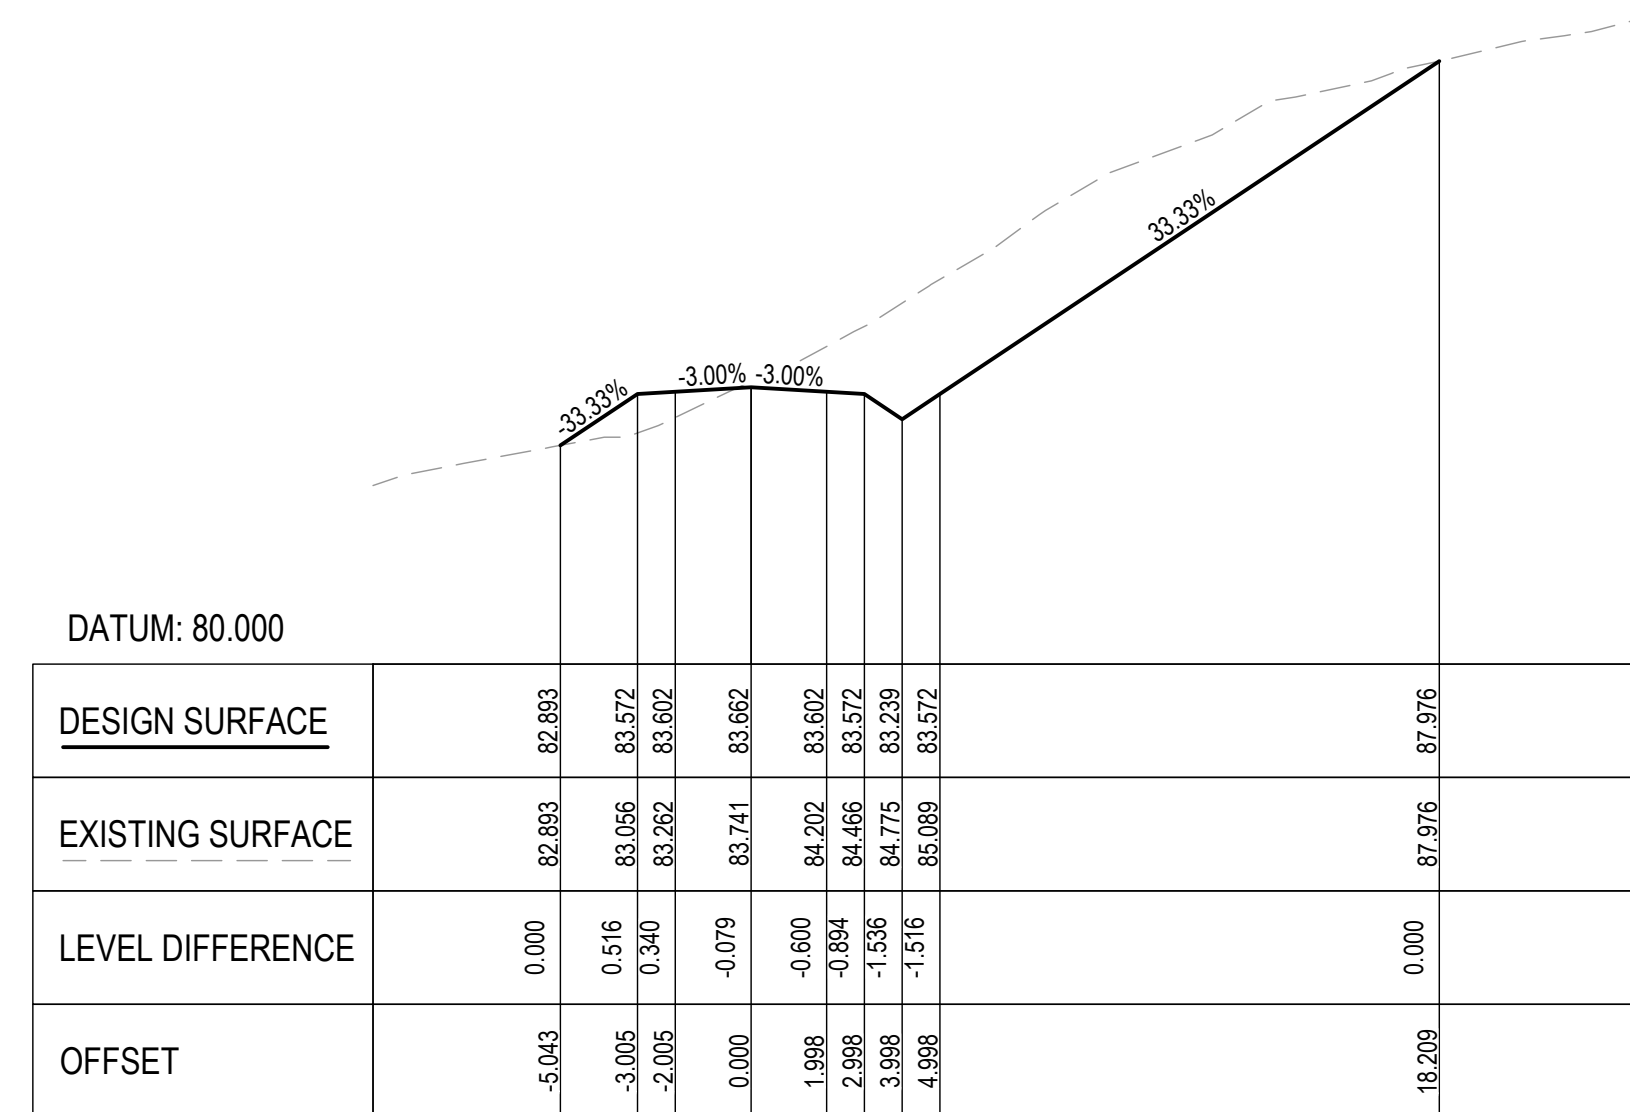 33.33%
-33.33%
-3.00% -3.00%
DATUM: 80.000
DESIGN SURFACE 82.893 83.572 83.602 83.662 83.602 83.572 83.239 83.572 87.976
EXISTING SURFACE 82.893 83.056 83.262 83.741 84.202 84.466 84.775 85.089 87.976
LEVEL DIFFERENCE 0.000 0.516 0.340 -0.079 -0.600 -0.894 -1.536 -1.516 0.000
OFFSET -5.043 -3.005 -2.005 0.000 1.998 2.998 3.998 4.998 18.209